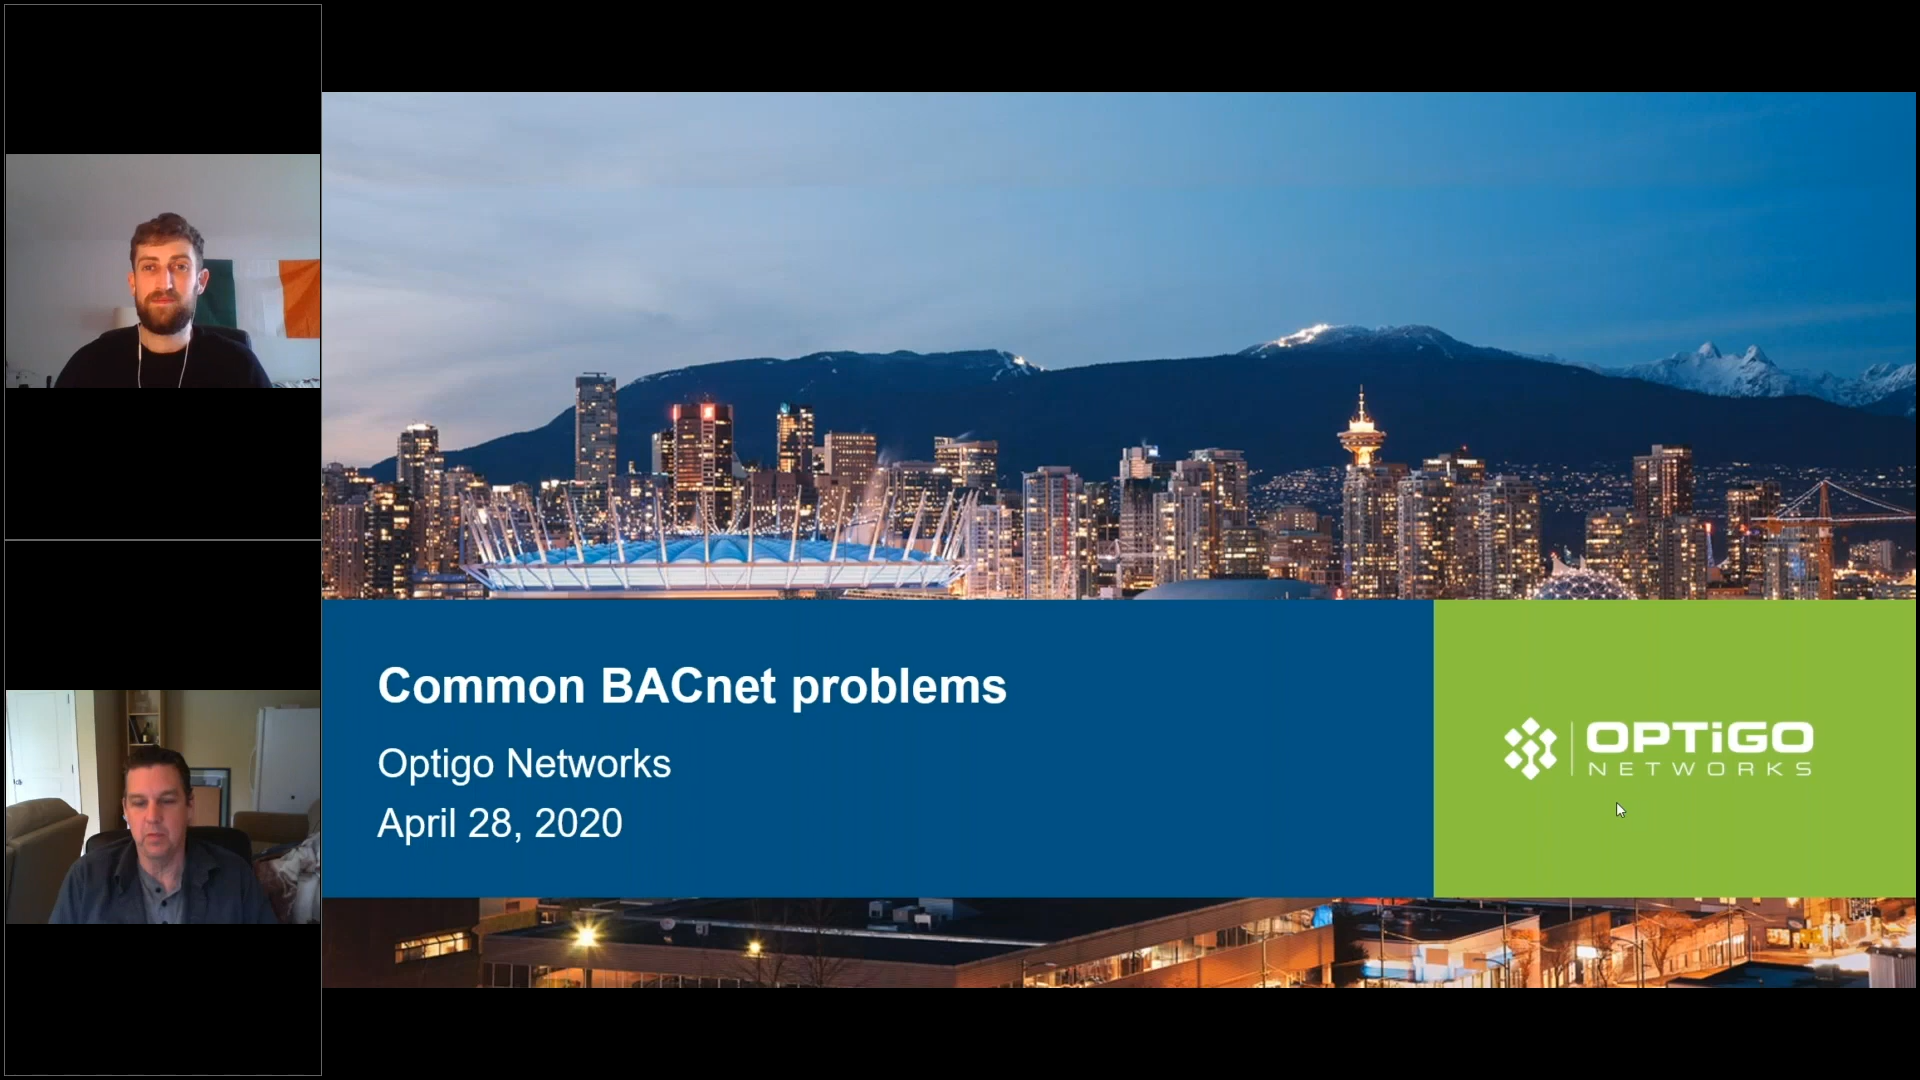 Common BACnet problems
Optigo Networks
April 28, 2020
OPTiGO
NETWORKS